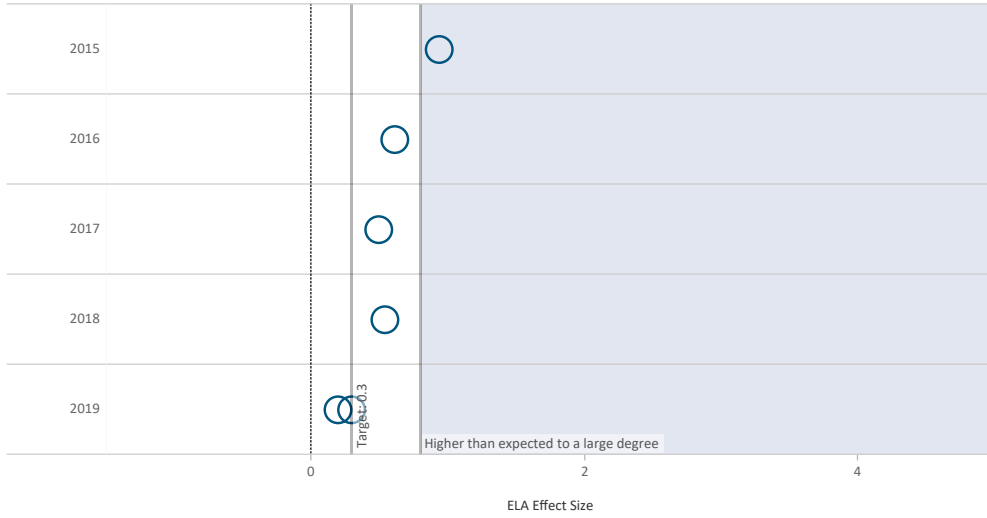 2015
2016
2017
2018
2019
Target: 0.3
Higher than expected to a large degree
0
2
4
ELA Effect Size